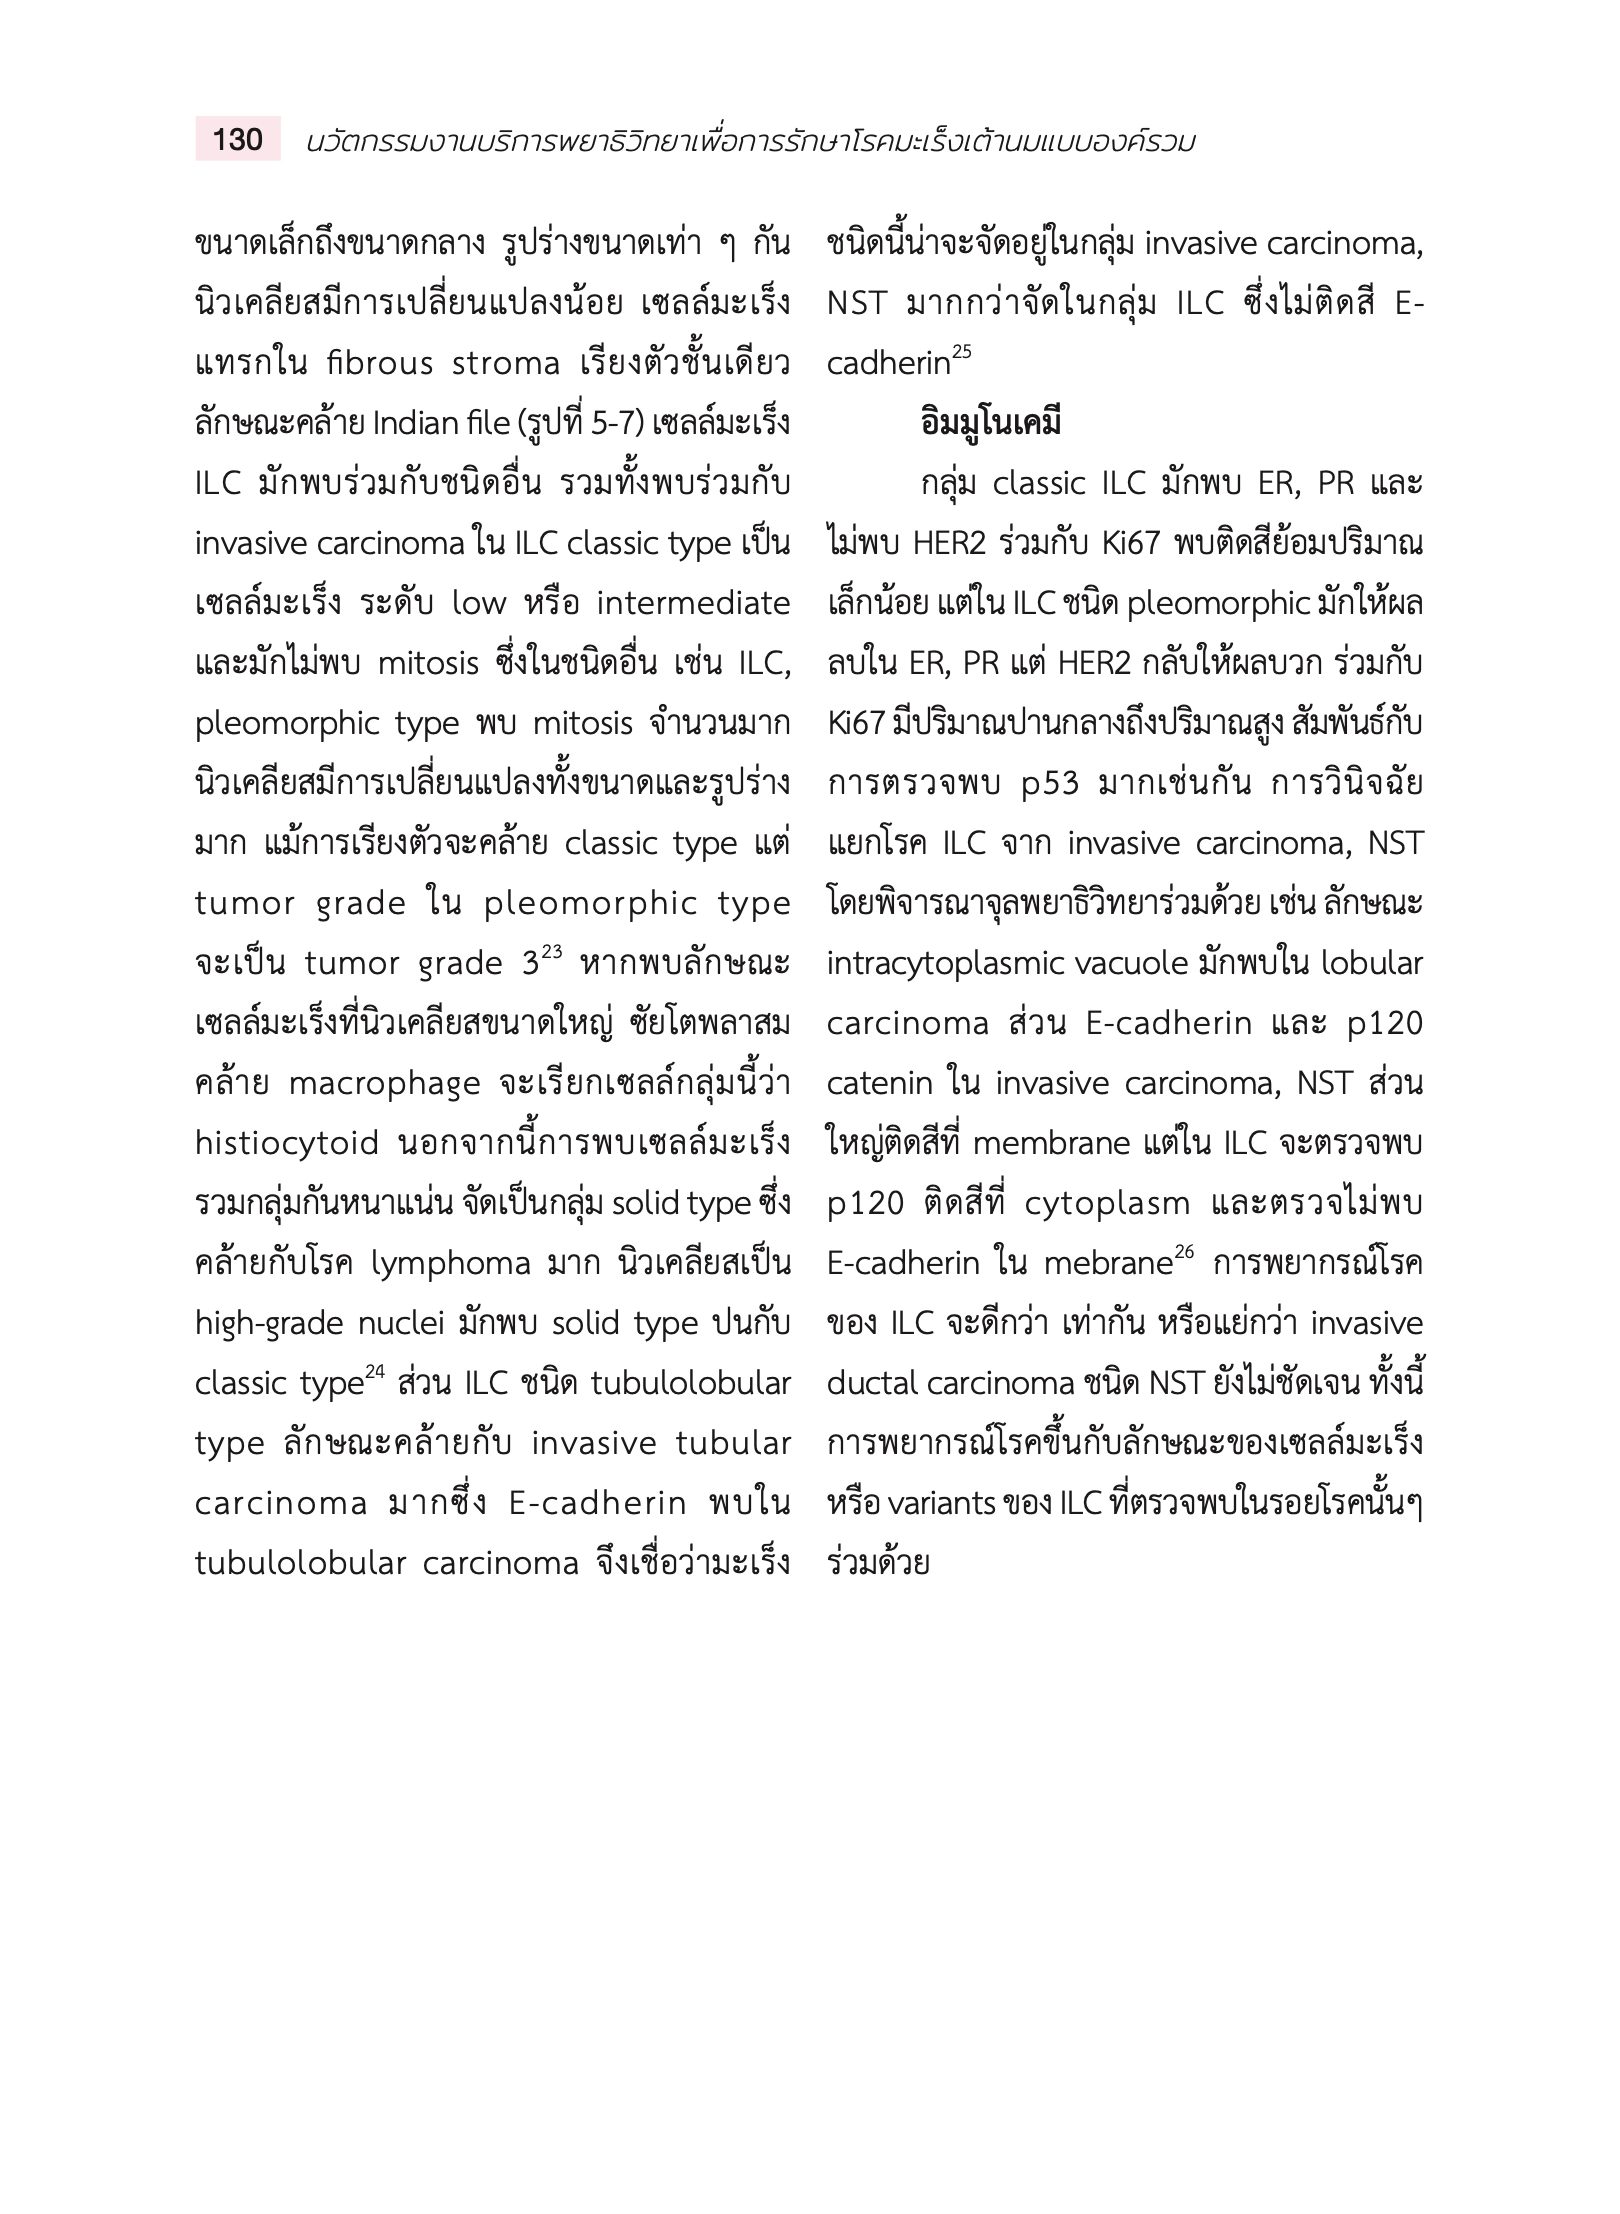 130 นวัตกรรมงานบริการพยาธิวิทยาเพื่อการรักษาโรคมะเร็งเต้านมแบบองค์รวม
ขนาดเล็กถึงขนาดกลาง รูปร่างขนาดเท่า ๆ กัน
นิวเคลียสมีการเปลี่ยนแปลงน้อย เซลล์มะเร็ง
แทรกใน fibrous stroma เรียงตัวชั้นเดียว
ลักษณะคล้าย Indian file (รูปที่ 5-7) เซลล์มะเร็ง
ILC มักพบร่วมกับชนิดอื่น รวมทั้งพบร่วมกับ
invasive carcinoma ใน ILC classic type เป็น
เซลล์มะเร็ง ระดับ low หรือ intermediate
และมักไม่พบ mitosis ซึ่งในชนิดอื่น เช่น ILC,
pleomorphic type พบ mitosis จำนวนมาก
นิวเคลียสมีการเปลี่ยนแปลงทั้งขนาดและรูปร่าง
มาก แม้การเรียงตัวจะคล้าย classic type แต่
tumor grade ใน pleomorphic type
จะเป็น tumor grade 3²³ หากพบลักษณะ
เซลล์มะเร็งที่นิวเคลียสขนาดใหญ่ ซัยโตพลาสม
คล้าย macrophage จะเรียกเซลล์กลุ่มนี้ว่า
histiocytoid นอกจากนี้การพบเซลล์มะเร็ง
รวมกลุ่มกันหนาแน่น จัดเป็นกลุ่ม solid type ซึ่ง
คล้ายกับโรค lymphoma มาก นิวเคลียสเป็น
high-grade nuclei มักพบ solid type ปนกับ
classic type²⁴ ส่วน ILC ชนิด tubulolobular
type ลักษณะคล้ายกับ invasive tubular
carcinoma มากซึ่ง E-cadherin พบใน
tubulolobular carcinoma จึงเชื่อว่ามะเร็ง
ชนิดนี้น่าจะจัดอยู่ในกลุ่ม invasive carcinoma,
NST มากกว่าจัดในกลุ่ม ILC ซึ่งไม่ติดสี E-
cadherin²⁵
อิมมูโนเคมี
กลุ่ม classic ILC มักพบ ER, PR และ
ไม่พบ HER2 ร่วมกับ Ki67 พบติดสีย้อมปริมาณ
เล็กน้อย แต่ใน ILC ชนิด pleomorphic มักให้ผล
ลบใน ER, PR แต่ HER2 กลับให้ผลบวก ร่วมกับ
Ki67 มีปริมาณปานกลางถึงปริมาณสูง สัมพันธ์กับ
การตรวจพบ p53 มากเช่นกัน การวินิจฉัย
แยกโรค ILC จาก invasive carcinoma, NST
โดยพิจารณาจุลพยาธิวิทยาร่วมด้วย เช่น ลักษณะ
intracytoplasmic vacuole มักพบใน lobular
carcinoma ส่วน E-cadherin และ p120
catenin ใน invasive carcinoma, NST ส่วน
ใหญ่ติดสีที่ membrane แต่ใน ILC จะตรวจพบ
p120 ติดสีที่ cytoplasm และตรวจไม่พบ
E-cadherin ใน mebrane²⁶ การพยากรณ์โรค
ของ ILC จะดีกว่า เท่ากัน หรือแย่กว่า invasive
ductal carcinoma ชนิด NST ยังไม่ชัดเจน ทั้งนี้
การพยากรณ์โรคขึ้นกับลักษณะของเซลล์มะเร็ง
หรือ variants ของ ILC ที่ตรวจพบในรอยโรคนั้นๆ
ร่วมด้วย